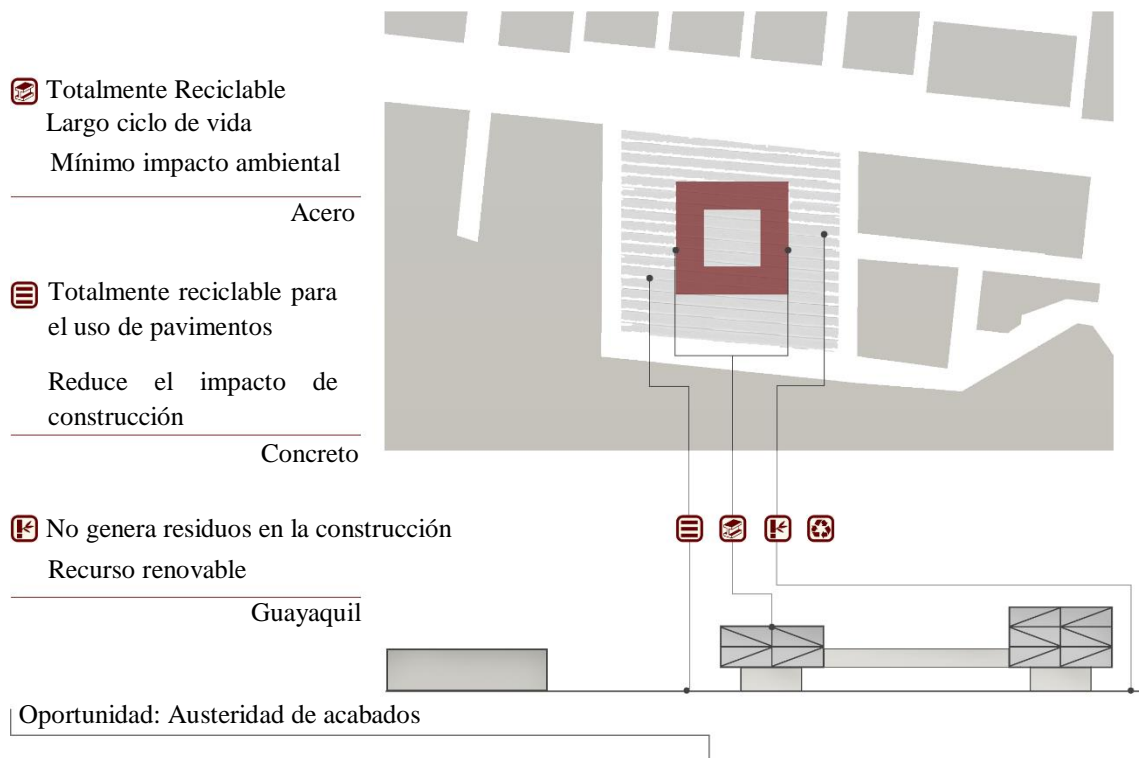 Totalmente Reciclable
Largo ciclo de vida
Mínimo impacto ambiental
Acero
Totalmente reciclable para
el uso de pavimentos
Reduce el impacto de
construcción
Concreto
No genera residuos en la construcción
Recurso renovable
Guayaquil
Oportunidad: Austeridad de acabados